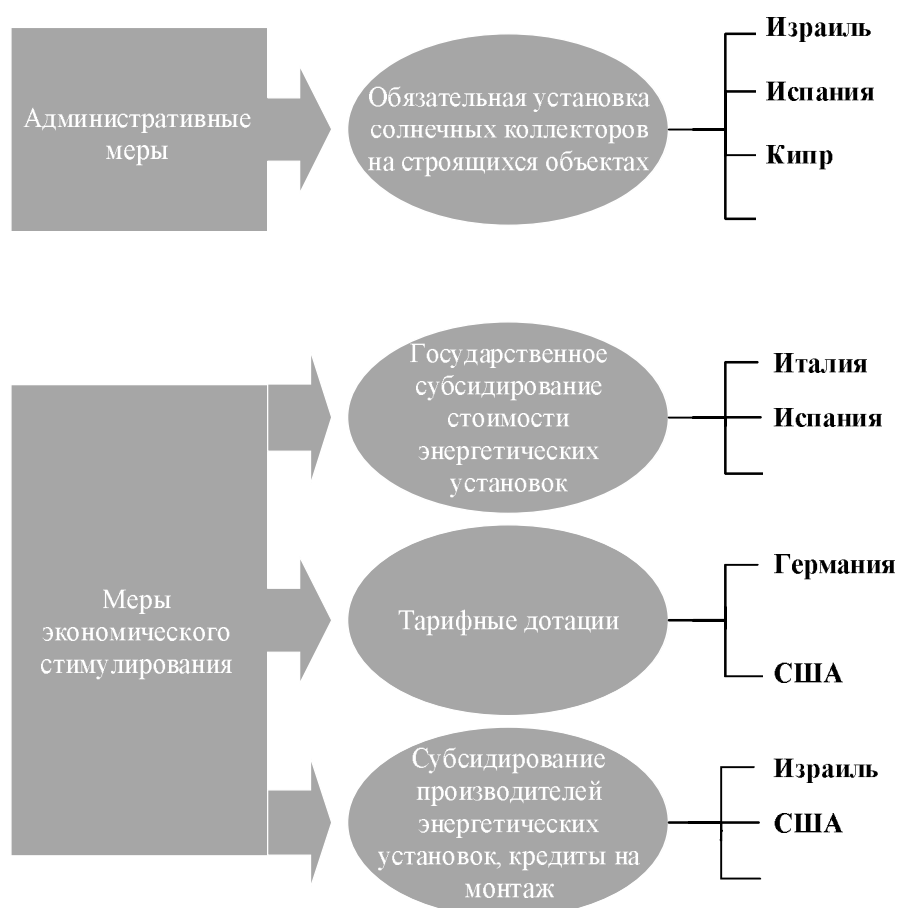 Административные
меры
Обязательная установка
солнечных коллекторов
на строящихся объектах
Израиль
Испания
Кипр
Меры
экономического
стимулирования
Государственное
субсидирование
стоимости
энергетических
установок
Италия
Испания
Тарифные дотации
Германия
США
Субсидирование
производителей
энергетических
установок, кредиты на
монтаж
Израиль
США